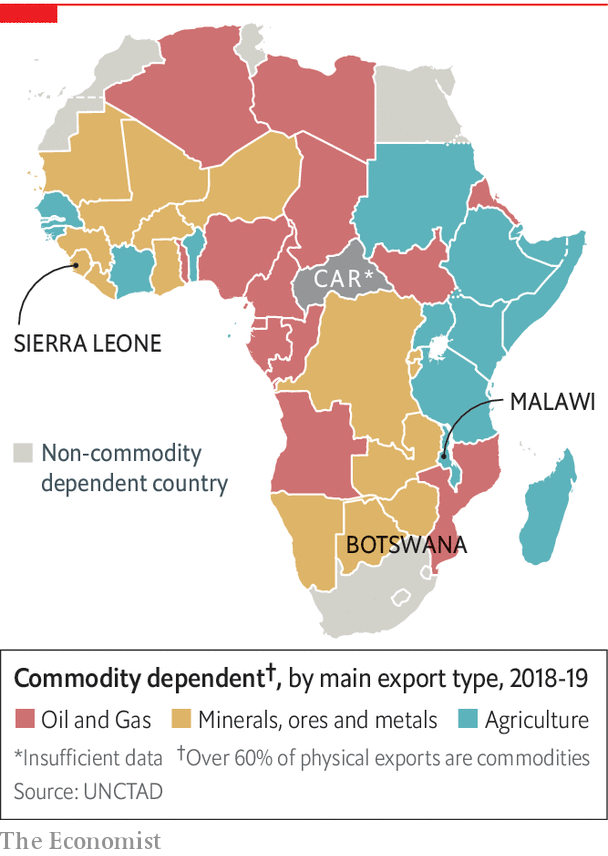 CAR*
SIERRA LEONE
MALAWI
Non-commodity
dependent country
BOTSWANA
Commodity dependent†, by main export type, 2018-19
Oil and Gas
Minerals, ores and metals
Agriculture
*Insufficient data †Over 60% of physical exports are commodities
Source: UNCTAD
The Economist